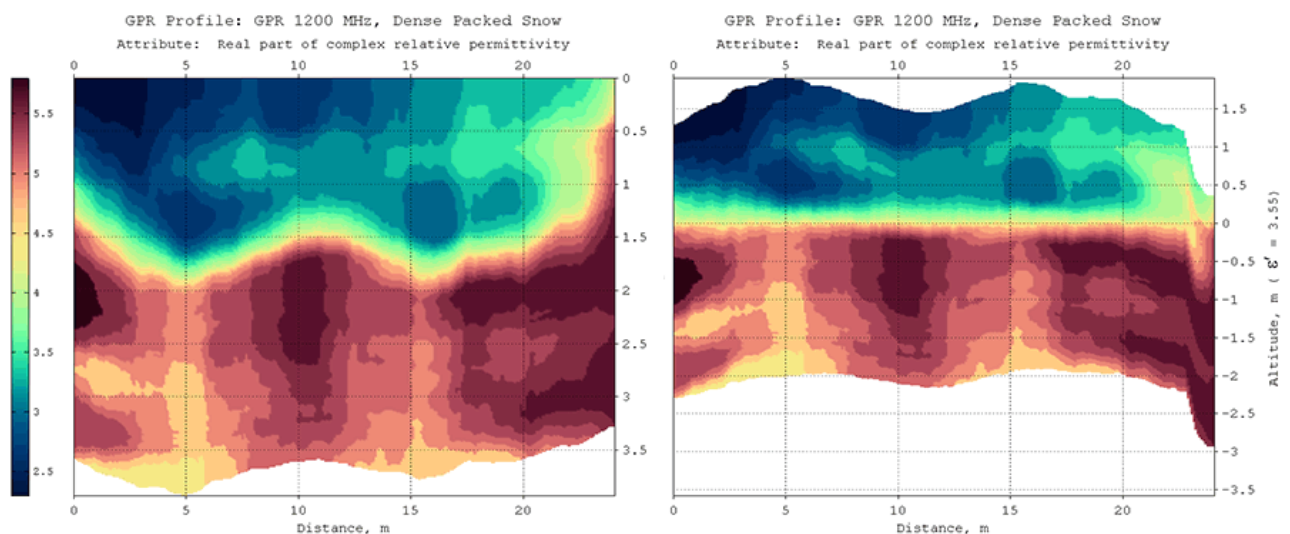 GPR Profile: GPR 1200 MHz, Dense Packed Snow
Attribute: Real part of complex relative permittivity
0 5 10 15 20
5.5
5
4.5
4
3.5
3
2.5
0
0.5
1
1.5
2
2.5
3
3.5
0 5 10 15 20
Distance, m
GPR Profile: GPR 1200 MHz, Dense Packed Snow
Attribute: Real part of complex relative permittivity
0 5 10 15 20
1.5
1
0.5
0
-0.5
-1
-1.5
-2
-2.5
-3
-3.5
Altitude, m ( ε' = 3.55)
0 5 10 15 20
Distance, m